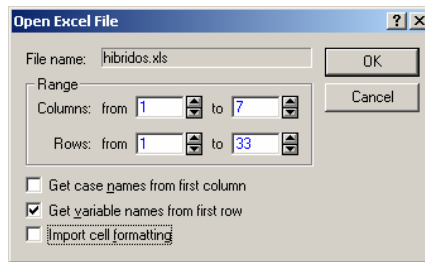 Open Excel File
File name: hibridos.xls
OK
Range
Columns: from 1 to 7
Cancel
Rows: from 1 to 33
Get case names from first column
Get variable names from first row
Import cell formatting